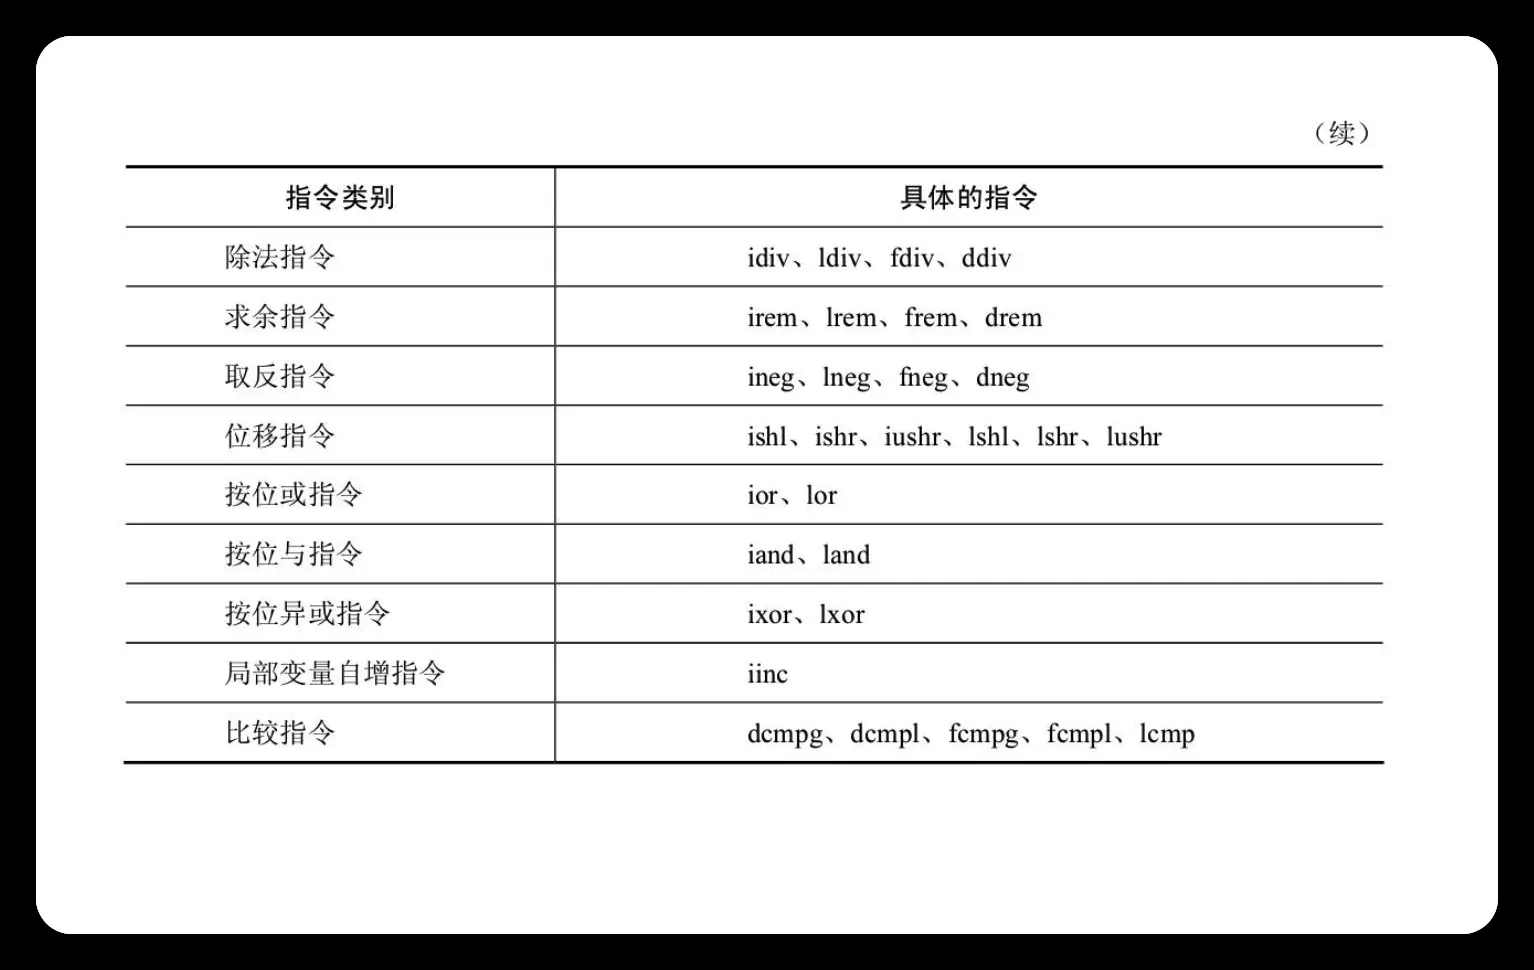 （续）
指令类别 具体的指令
除法指令 idiv、ldiv、fdiv、ddiv
求余指令 irem、lrem、frem、drem
取反指令 ineg、lneg、fneg、dneg
位移指令 ishl、ishr、iushr、lshl、lshr、lushr
按位或指令 ior、lor
按位与指令 iand、land
按位异或指令 ixor、lxor
局部变量自增指令 iinc
比较指令 dcmpg、dcmpl、fcmpg、fcmpl、lcmp